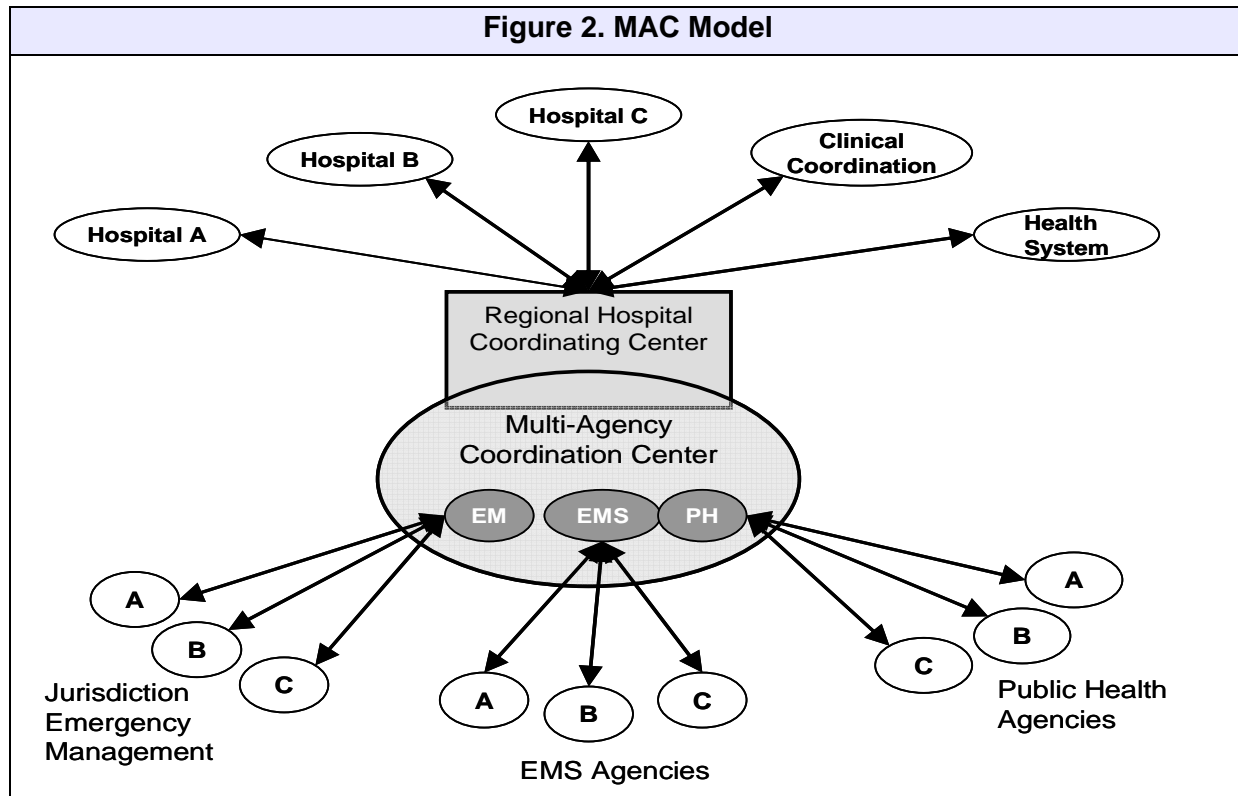 Figure 2. MAC Model
Hospital C
Hospital B
Clinical
Coordination
Hospital A
Health
System
Regional Hospital
Coordinating Center
Multi-Agency
Coordination Center
EM
EMS
PH
A
B
C
Jurisdiction
Emergency
Management
A
B
C
EMS Agencies
A
B
C
Public Health
Agencies